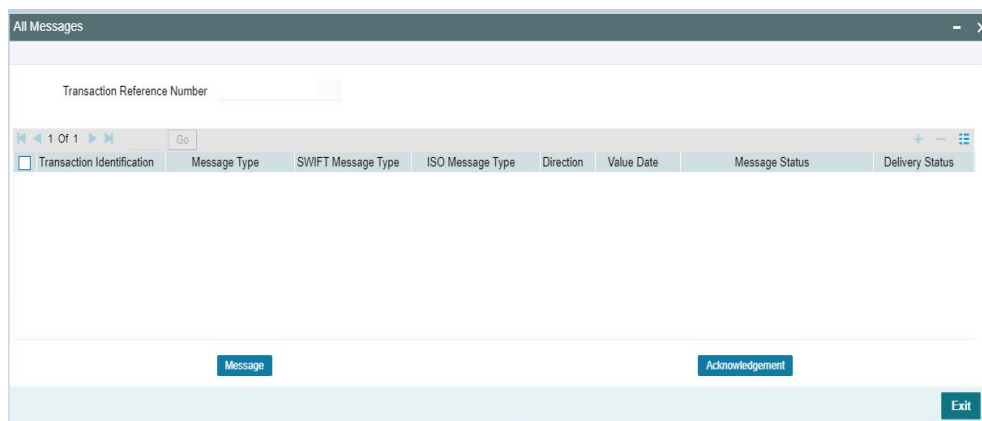 All Messages
Transaction Reference Number
1 Of 1 Go
Transaction Identification Message Type SWIFT Message Type ISO Message Type Direction Value Date Message Status Delivery Status
Message Acknowledgement
Exit